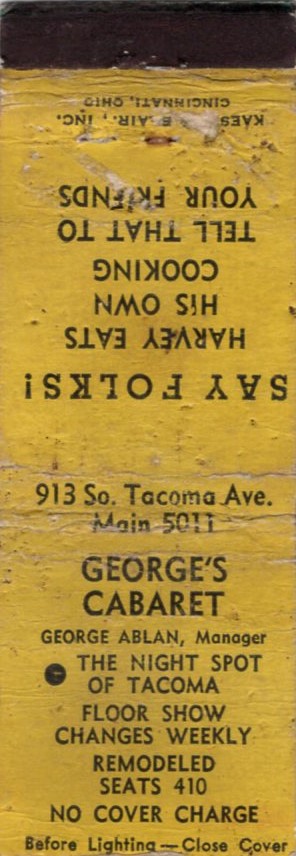 913 So. Tacoma Ave.
Main 5011
GEORGE'S
CABARET
GEORGE ABLAN, Manager
THE NIGHT SPOT
OF TACOMA
FLOOR SHOW
CHANGES WEEKLY
REMODELED
SEATS 410
NO COVER CHARGE
Before Lighting—Close Cover
SAY FOLKS!
HARVEY EATS
HIS OWN
COOKING
TELL THAT TO
YOUR FRIENDS
INC.
CINCINNATI, OHIO